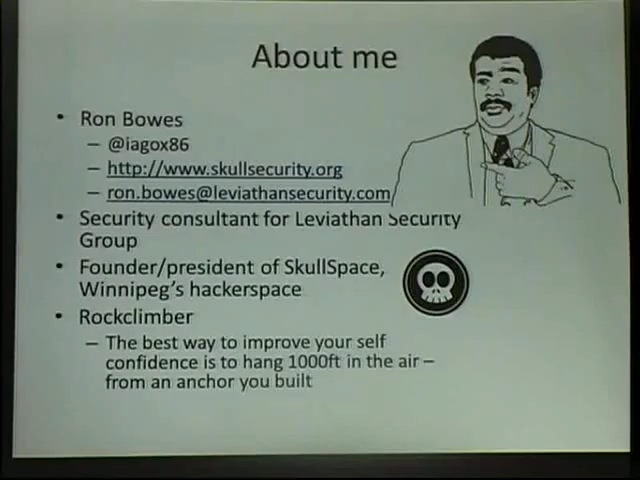 About me
• Ron Bowes
– @iagox86
– http://www.skullsecurity.org
– ron.bowes@leviathansecurity.com
• Security consultant for Leviathan Security
Group
• Founder/president of SkullSpace,
Winnipeg's hackerspace
• Rockclimber
– The best way to improve your self
confidence is to hang 1000ft in the air –
from an anchor you built